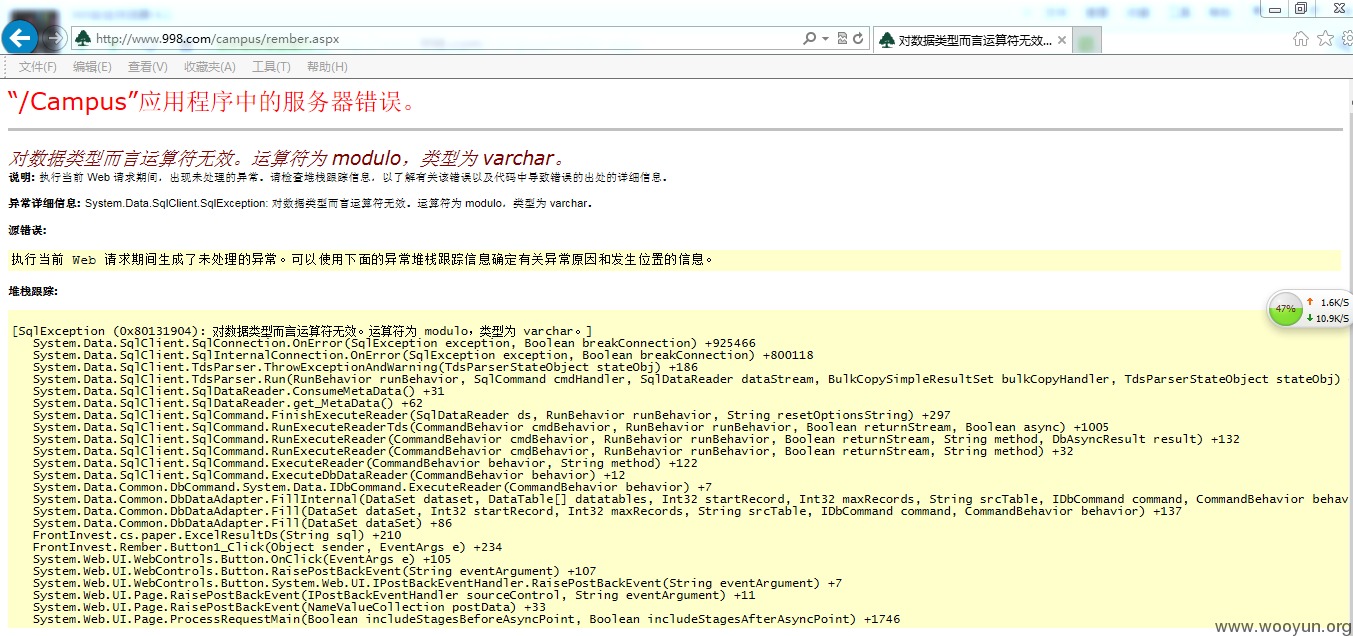 http://www.998.com/campus/rember.aspx
对数据类型而言运算符无效...
文件(F) 编辑(E) 查看(V) 收藏夹(A) 工具(T) 帮助(H)
“/Campus”应用程序中的服务器错误。
对数据类型而言运算符无效。运算符为 modulo，类型为 varchar。
说明: 执行当前 Web 请求期间，出现未处理的异常。请检查堆栈跟踪信息，以了解有关该错误以及代码中导致错误的出处的详细信息。
异常详细信息: System.Data.SqlClient.SqlException: 对数据类型而言运算符无效。运算符为 modulo，类型为 varchar。
源错误:
执行当前 Web 请求期间生成了未处理的异常。可以使用下面的异常堆栈跟踪信息确定有关异常原因和发生位置的信息。
堆栈跟踪:
47%
1.6K/S
10.9K/S
[SqlException (0x80131904): 对数据类型而言运算符无效。运算符为 modulo，类型为 varchar。]
System.Data.SqlClient.SqlConnection.OnError(SqlException exception, Boolean breakConnection) +925466
System.Data.SqlClient.SqlInternalConnection.OnError(SqlException exception, Boolean breakConnection) +800118
System.Data.SqlClient.TdsParser.ThrowExceptionAndWarning(TdsParserStateObject stateObj) +186
System.Data.SqlClient.TdsParser.Run(RunBehavior runBehavior, SqlCommand cmdHandler, SqlDataReader dataStream, BulkCopySimpleResultSet bulkCopyHandler, TdsParserStateObject stateObj)
System.Data.SqlClient.SqlDataReader.ConsumeMetaData() +31
System.Data.SqlClient.SqlDataReader.get_MetaData() +62
System.Data.SqlClient.SqlCommand.FinishExecuteReader(SqlDataReader ds, RunBehavior runBehavior, String resetOptionsString) +297
System.Data.SqlClient.SqlCommand.RunExecuteReaderTds(CommandBehavior cmdBehavior, RunBehavior runBehavior, Boolean returnStream, Boolean async) +1005
System.Data.SqlClient.SqlCommand.RunExecuteReader(CommandBehavior cmdBehavior, RunBehavior runBehavior, Boolean returnStream, String method, DbAsyncResult result) +132
System.Data.SqlClient.SqlCommand.RunExecuteReader(CommandBehavior cmdBehavior, RunBehavior runBehavior, Boolean returnStream, String method) +32
System.Data.SqlClient.SqlCommand.ExecuteReader(CommandBehavior behavior, String method) +122
System.Data.SqlClient.SqlCommand.ExecuteDbDataReader(CommandBehavior behavior) +12
System.Data.Common.DbCommand.System.Data.IDbCommand.ExecuteReader(CommandBehavior behavior) +7
System.Data.Common.DbDataAdapter.FillInternal(DataSet dataset, DataTable[] datatables, Int32 startRecord, Int32 maxRecords, String srcTable, IDbCommand command, CommandBehavior behav
System.Data.Common.DbDataAdapter.Fill(DataSet dataSet, Int32 startRecord, Int32 maxRecords, String srcTable, IDbCommand command, CommandBehavior behavior) +137
System.Data.Common.DbDataAdapter.Fill(DataSet dataSet) +86
FrontInvest.cs.paper.ExcelResultDs(String sql) +210
FrontInvest.Rember.Button1_Click(Object sender, EventArgs e) +234
System.Web.UI.WebControls.Button.OnClick(EventArgs e) +105
System.Web.UI.WebControls.Button.RaisePostBackEvent(String eventArgument) +107
System.Web.UI.WebControls.Button.System.Web.UI.IPostBackEventHandler.RaisePostBackEvent(String eventArgument) +7
System.Web.UI.Page.RaisePostBackEvent(IPostBackEventHandler sourceControl, String eventArgument) +11
System.Web.UI.Page.RaisePostBackEvent(NameValueCollection postData) +33
System.Web.UI.Page.ProcessRequestMain(Boolean includeStagesBeforeAsyncPoint, Boolean includeStagesAfterAsyncPoint) +1746
www.wooyun.org